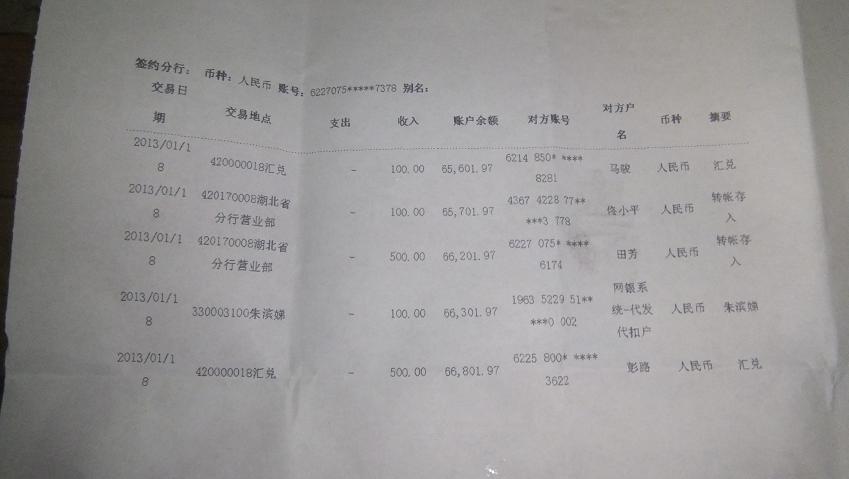 签约分行: 币种: 人民币 账号: 6227075*****7378 别名:
交易日期 交易地点 支出 收入 账户余额 对方账号 对方户名 币种 摘要
2013/01/18 420000018汇兑 - 100.00 65,601.97 6214 850* **** 8281 马骏 人民币 汇兑
2013/01/18 420170008湖北省分行营业部 - 100.00 65,701.97 4367 4228 77** ***3 778 佟小平 人民币 转帐存入
2013/01/18 420170008湖北省分行营业部 - 500.00 66,201.97 6227 075* **** 6174 田芳 人民币 转帐存入
2013/01/18 330003100朱滨娣 - 100.00 66,301.97 1963 5229 51** ***0 002 网银系统-代发代扣户 人民币 朱滨娣
2013/01/18 420000018汇兑 - 500.00 66,801.97 6225 800* **** 3622 彭路 人民币 汇兑